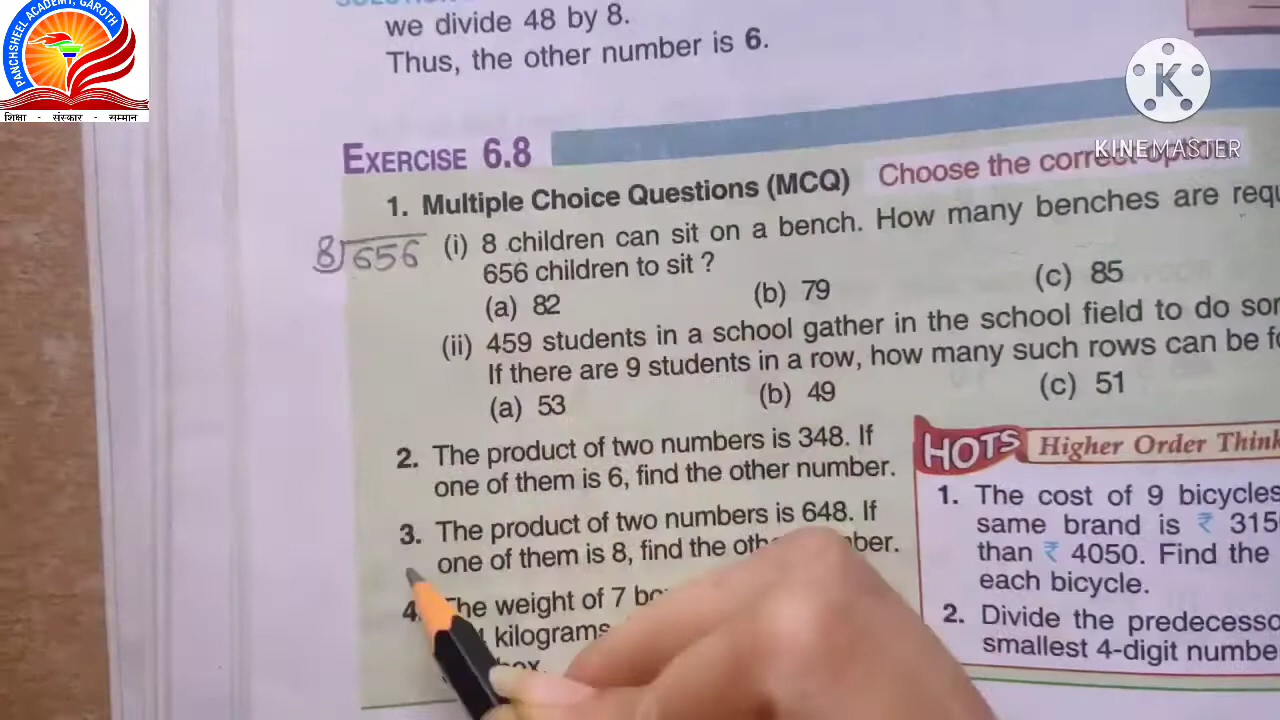 PANCHSHEEL ACADEMY, GAROTH
शिक्षा - संस्कार - सम्मान
K
KINEMASTER
we divide 48 by 8.
Thus, the other number is 6.
EXERCISE 6.8
1. Multiple Choice Questions (MCQ) Choose the correct
8)656
(i) 8 children can sit on a bench. How many benches are requ
656 children to sit ?
(a) 82 (b) 79 (c) 85
(ii) 459 students in a school gather in the school field to do som
If there are 9 students in a row, how many such rows can be fo
(a) 53 (b) 49 (c) 51
2. The product of two numbers is 348. If
one of them is 6, find the other number.
3. The product of two numbers is 648. If
one of them is 8, find the oth ber.
4. The weight of 7 bo
kilograms
box.
HOTS Higher Order Think
1. The cost of 9 bicycles
same brand is ₹ 315
than ₹ 4050. Find the
each bicycle.
2. Divide the predecesso
smallest 4-digit numbe